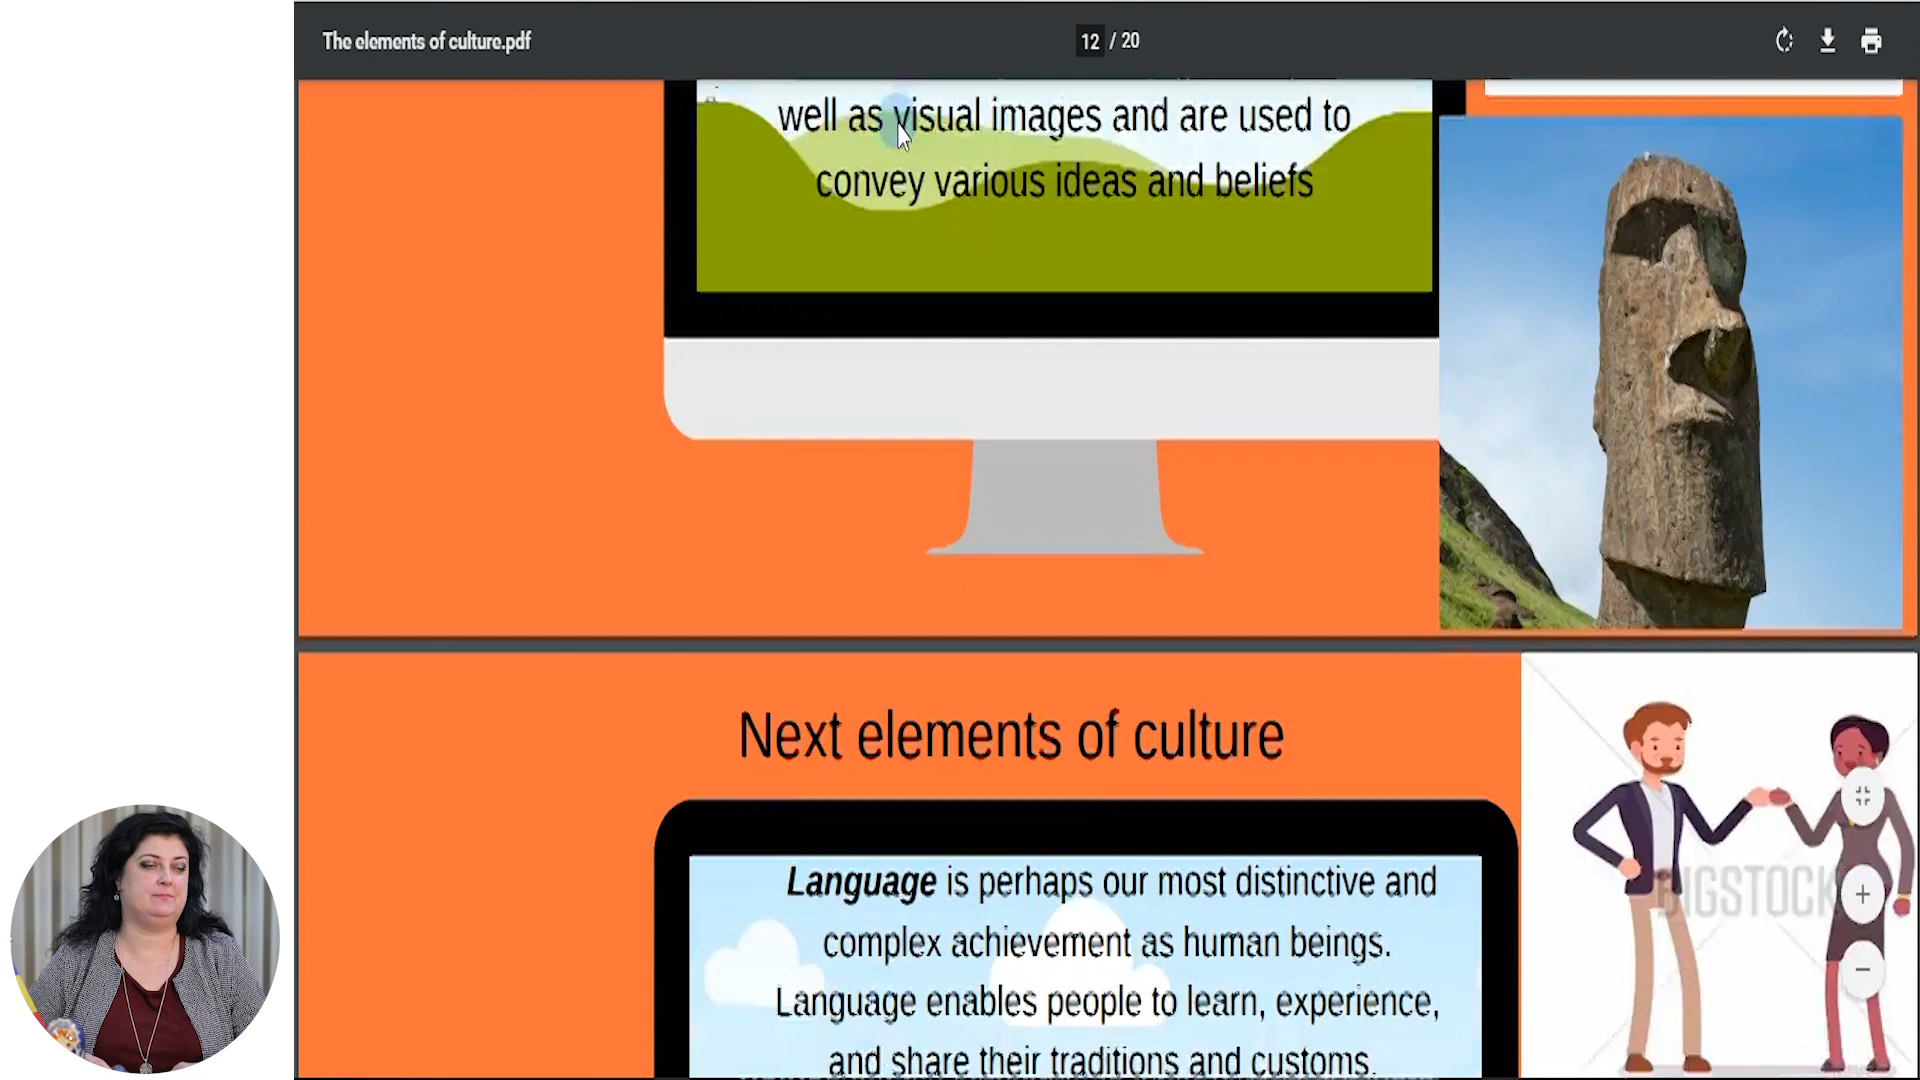 The elements of culture.pdf
12 / 20
well as visual images and are used to
convey various ideas and beliefs
Next elements of culture
Language is perhaps our most distinctive and
complex achievement as human beings.
Language enables people to learn, experience,
and share their traditions and customs.
BIGSTOCK